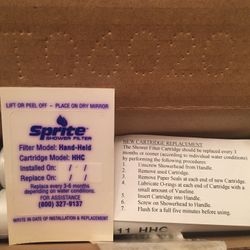 LIFT OR PEEL OFF - PLACE ON DRY MIRROR
Sprite
SHOWER FILTER
Filter Model: Hand-Held
Cartridge Model: HHC
Installed On: / /
Replace On: / /
Replace every 3-6 months
depending on water conditions.
FOR ASSISTANCE
(800) 327-9137
WRITE IN DATE OF INSTALLATION & REPLACEMENT
NEW CARTRIDGE REPLACEMENT
The Shower Filter Cartridge should be replaced every 3
months or sooner (according to individual water conditions)
by performing the following procedures.
1. Unscrew Showerhead from Handle.
2. Remove used Cartridge.
3. Remove Paper Seals at each end of new Cartridge.
4. Lubricate O-rings at each end of Cartridge with a
small amount of Vaseline.
5. Insert Cartridge into Handle.
6. Screw on Showerhead to Handle.
7. Flush for a full five minutes before using.
11 HHC